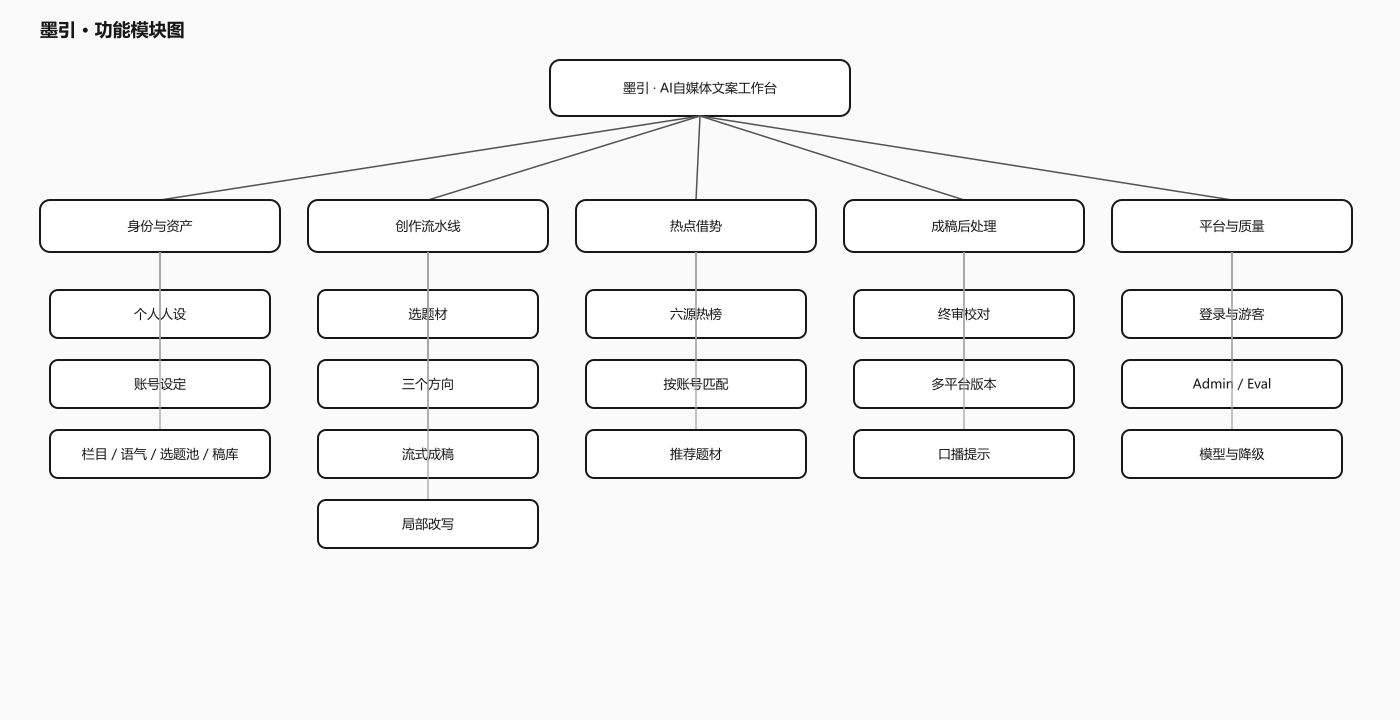 墨引 · 功能模块图
墨引 · AI自媒体文案工作台
身份与资产
创作流水线
热点借势
成稿后处理
平台与质量
个人人设
选题材
六源热榜
终审校对
登录与游客
账号设定
三个方向
按账号匹配
多平台版本
Admin / Eval
栏目 / 语气 / 选题池 / 稿库
流式成稿
推荐题材
口播提示
模型与降级
局部改写